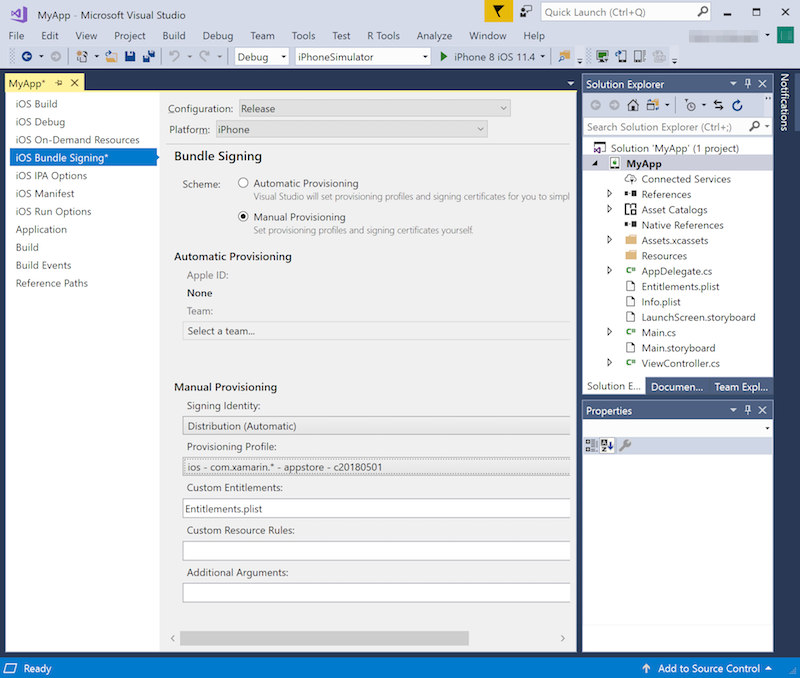 MyApp - Microsoft Visual Studio
Quick Launch (Ctrl+Q)
File Edit View Project Build Debug Team Tools Test R Tools Analyze Window Help
Debug iPhoneSimulator iPhone 8 iOS 11.4
MyApp*
iOS Build
iOS Debug
iOS On-Demand Resources
iOS Bundle Signing*
iOS IPA Options
iOS Manifest
iOS Run Options
Application
Build
Build Events
Reference Paths
Configuration: Release
Platform: iPhone
Bundle Signing
Scheme: Automatic Provisioning
Visual Studio will set provisioning profiles and signing certificates for you to simpl
Manual Provisioning
Set provisioning profiles and signing certificates yourself.
Automatic Provisioning
Apple ID:
None
Team:
Select a team...
Manual Provisioning
Signing Identity:
Distribution (Automatic)
Provisioning Profile:
ios - com.xamarin.* - appstore - c20180501
Custom Entitlements:
Entitlements.plist
Custom Resource Rules:
Additional Arguments:
Solution Explorer
Search Solution Explorer (Ctrl+;)
Solution 'MyApp' (1 project)
MyApp
Connected Services
References
Asset Catalogs
Native References
Assets.xcassets
Resources
C# AppDelegate.cs
Entitlements.plist
Info.plist
LaunchScreen.storyboard
C# Main.cs
Main.storyboard
C# ViewController.cs
Solution E... Documen... Team Expl...
Properties
Notifications
Ready
Add to Source Control